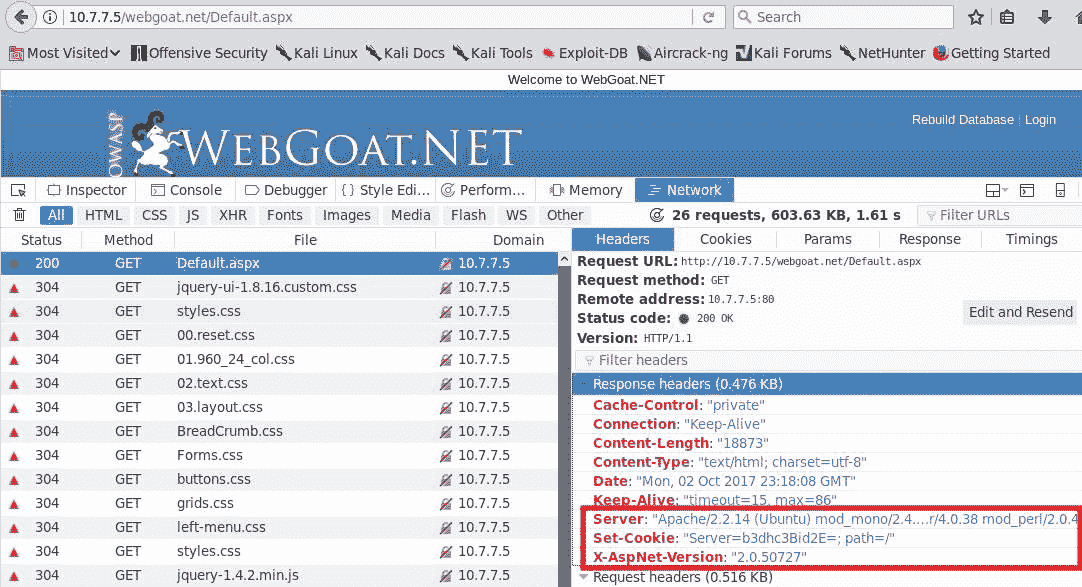 10.7.7.5/webgoat.net/Default.aspx
Search
Most Visited
Offensive Security
Kali Linux
Kali Docs
Kali Tools
Exploit-DB
Aircrack-ng
Kali Forums
NetHunter
Getting Started
Welcome to WebGoat.NET
OWASP
WEBGOAT.NET
Rebuild Database | Login
Inspector
Console
Debugger
{ } Style Edi...
Perform...
Memory
Network
All
HTML
CSS
JS
XHR
Fonts
Images
Media
Flash
WS
Other
26 requests, 603.63 KB, 1.61 s
Filter URLs
Status Method File Domain
200 GET Default.aspx 10.7.7.5
304 GET jquery-ui-1.8.16.custom.css 10.7.7.5
304 GET styles.css 10.7.7.5
304 GET 00.reset.css 10.7.7.5
304 GET 01.960_24_col.css 10.7.7.5
304 GET 02.text.css 10.7.7.5
304 GET 03.layout.css 10.7.7.5
304 GET BreadCrumb.css 10.7.7.5
304 GET Forms.css 10.7.7.5
304 GET buttons.css 10.7.7.5
304 GET grids.css 10.7.7.5
304 GET left-menu.css 10.7.7.5
304 GET styles.css 10.7.7.5
304 GET jquery-1.4.2.min.js 10.7.7.5
Headers
Cookies
Params
Response
Timings
Request URL: http://10.7.7.5/webgoat.net/Default.aspx
Request method: GET
Remote address: 10.7.7.5:80
Status code: 200 OK
Edit and Resend
Version: HTTP/1.1
Filter headers
Response headers (0.476 KB)
Cache-Control: "private"
Connection: "Keep-Alive"
Content-Length: "18873"
Content-Type: "text/html; charset=utf-8"
Date: "Mon, 02 Oct 2017 23:18:08 GMT"
Keep-Alive: "timeout=15, max=86"
Server: "Apache/2.2.14 (Ubuntu) mod_mono/2.4....r/4.0.38 mod_perl/2.0.4
Set-Cookie: "Server=b3dhc3Bid2E=; path=/"
X-AspNet-Version: "2.0.50727"
Request headers (0.516 KB)